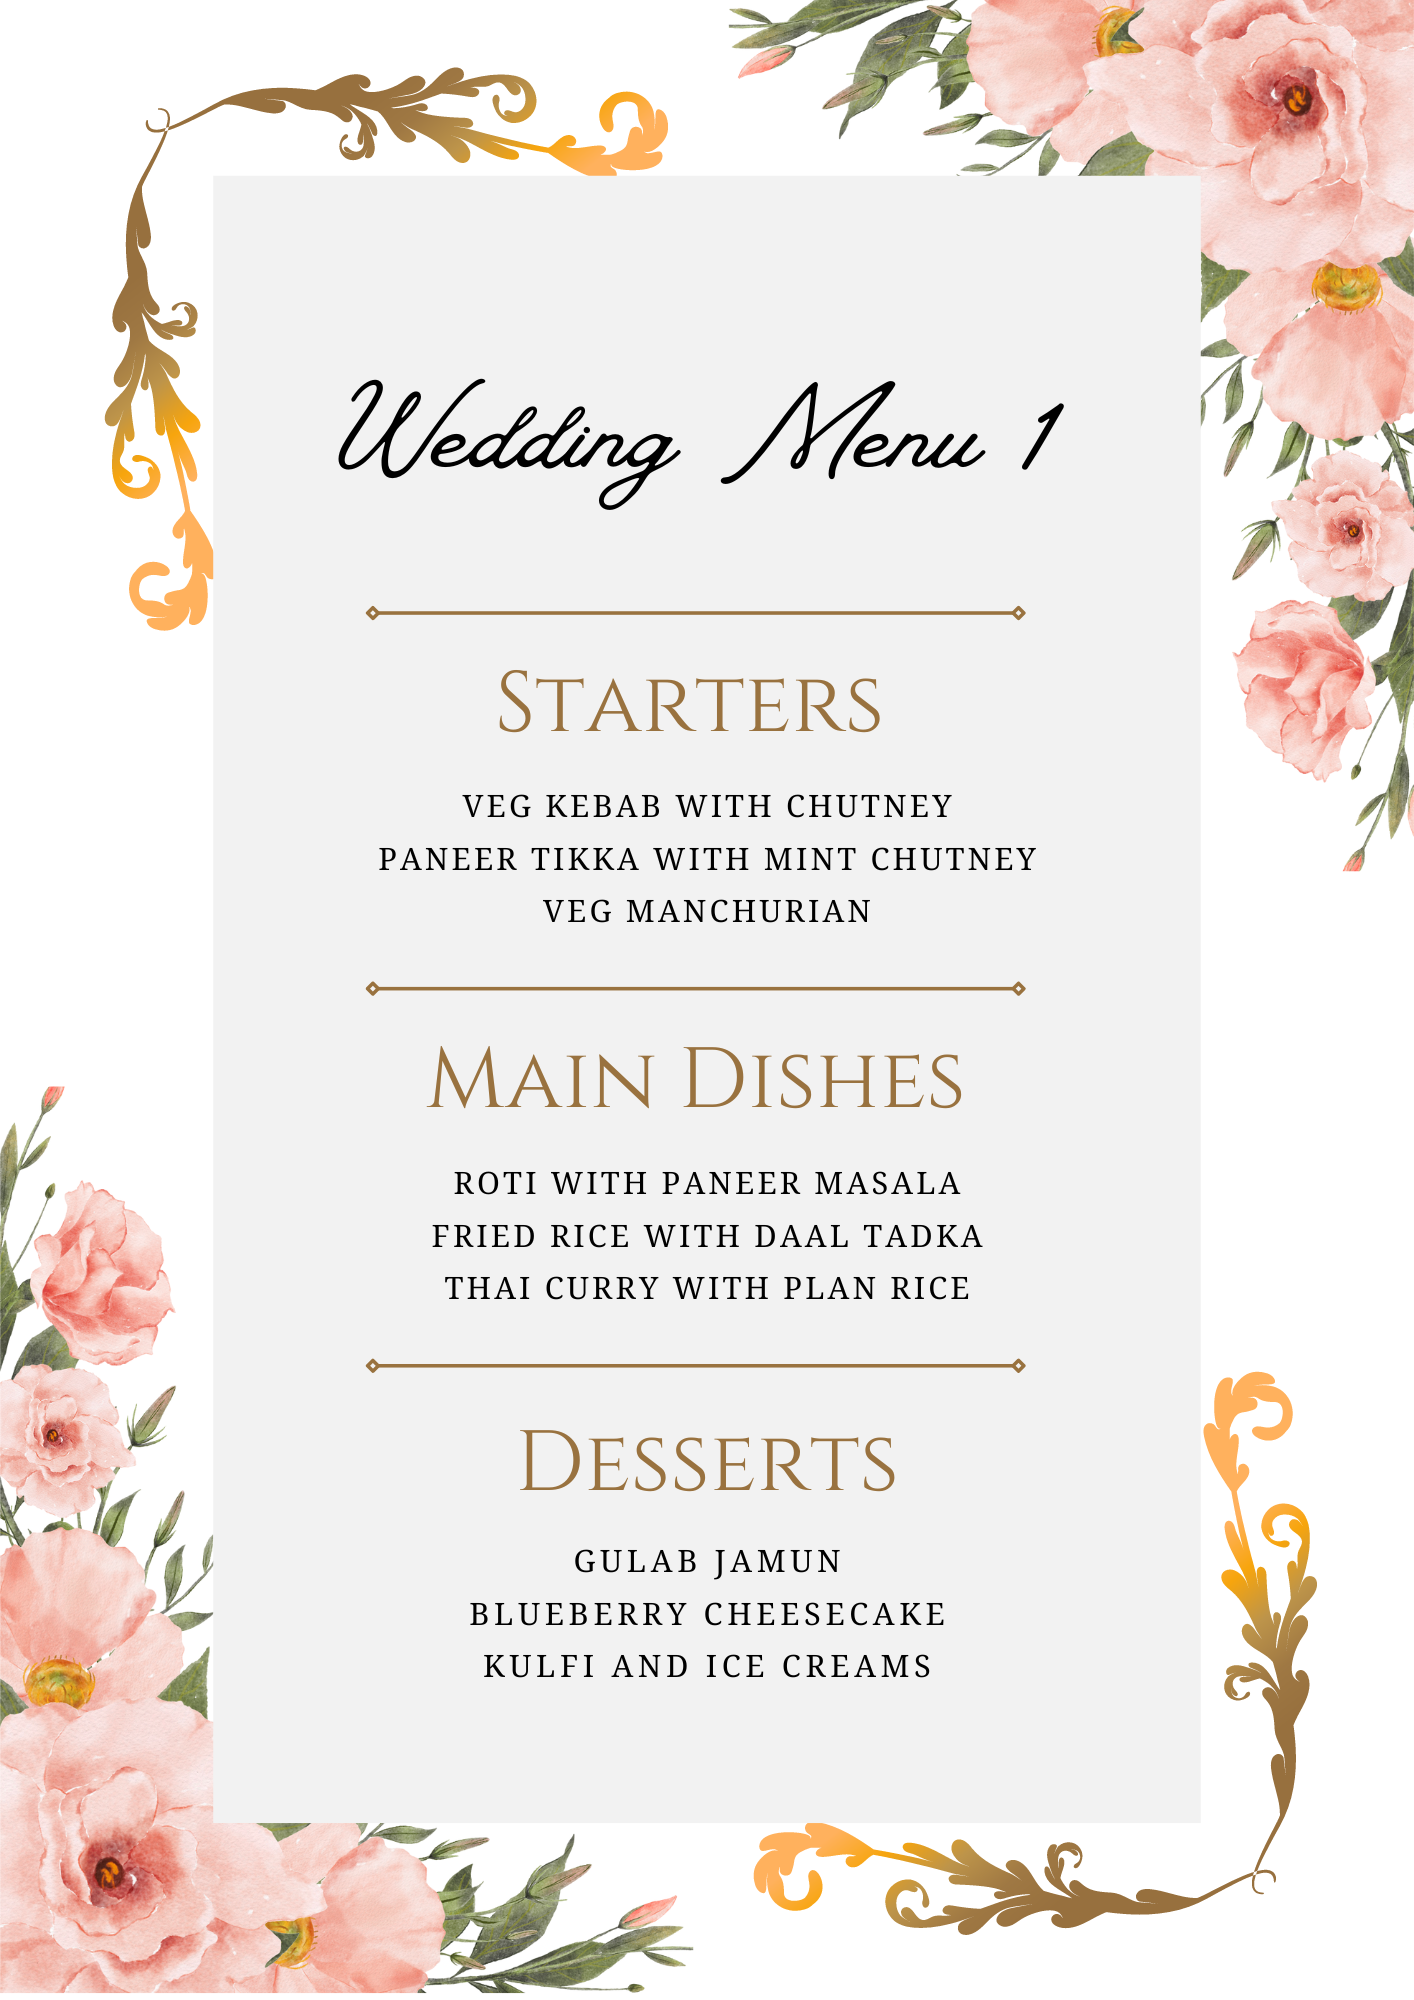 Wedding Menu 1
Starters
VEG KEBAB WITH CHUTNEY
PANEER TIKKA WITH MINT CHUTNEY
VEG MANCHURIAN
Main Dishes
ROTI WITH PANEER MASALA
FRIED RICE WITH DAAL TADKA
THAI CURRY WITH PLAN RICE
Desserts
GULAB JAMUN
BLUEBERRY CHEESECAKE
KULFI AND ICE CREAMS